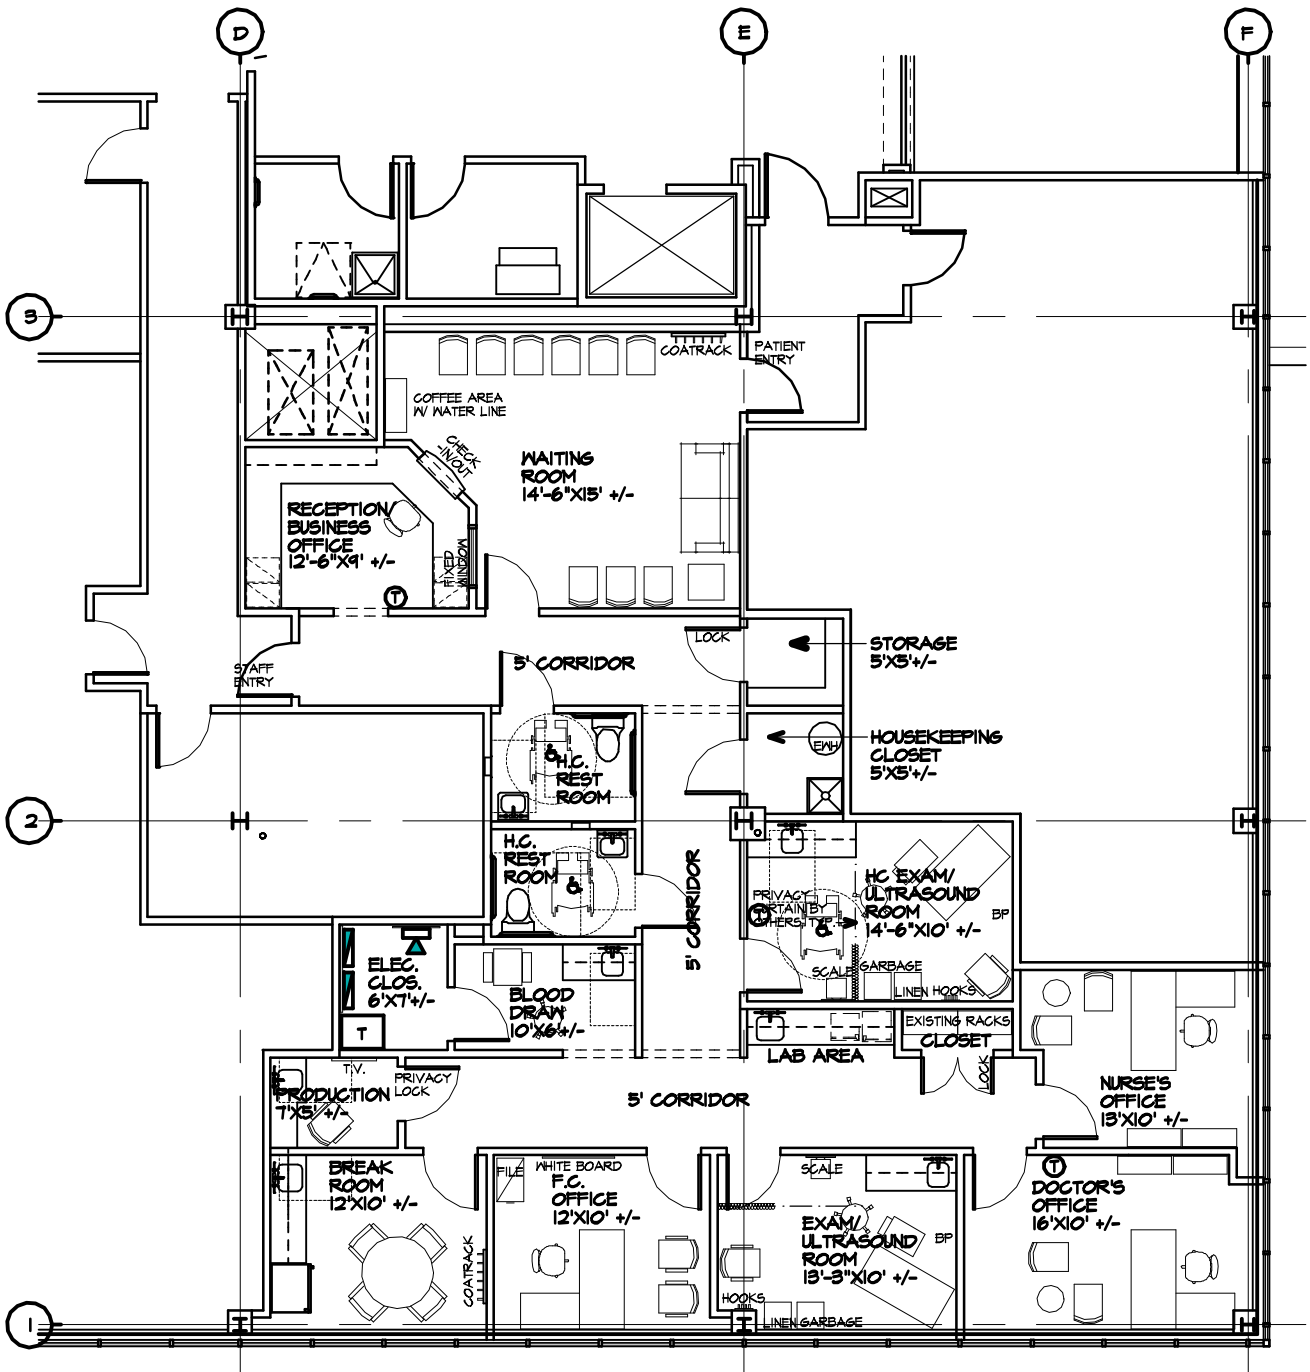 D
E
F
3
COATRACK
PATIENT
ENTRY
COFFEE AREA
W/ WATER LINE
CHECK
-IN/OUT
WAITING
ROOM
14'-6"X15' +/-
RECEPTION/
BUSINESS
OFFICE
12'-6"X9' +/-
FIXED
WINDOW
T
LOCK
STORAGE
5'X5'+/-
5' CORRIDOR
STAFF
ENTRY
HOUSEKEEPING
CLOSET
5'X5'+/-
EWH
H.C.
REST
ROOM
2
H.C.
REST
ROOM
5' CORRIDOR
HC EXAM/
ULTRASOUND
ROOM
14'-6"X10' +/-
PRIVACY
CURTAIN BY
OTHERS, TYP.
T
BP
SCALE
GARBAGE
LINEN
HOOKS
ELEC.
CLOS.
6'X7'+/-
T
BLOOD
DRAW
10'X6'+/-
LAB AREA
EXISTING RACKS
CLOSET
LOCK
T.V.
PRIVACY
LOCK
PRODUCTION
7'X5' +/-
5' CORRIDOR
NURSE'S
OFFICE
13'X10' +/-
BREAK
ROOM
12'X10' +/-
COATRACK
FILE
WHITE BOARD
F.C.
OFFICE
12'X10' +/-
SCALE
EXAM/
ULTRASOUND
ROOM
13'-3"X10' +/-
BP
HOOKS
LINEN
GARBAGE
T
DOCTOR'S
OFFICE
16'X10' +/-
1